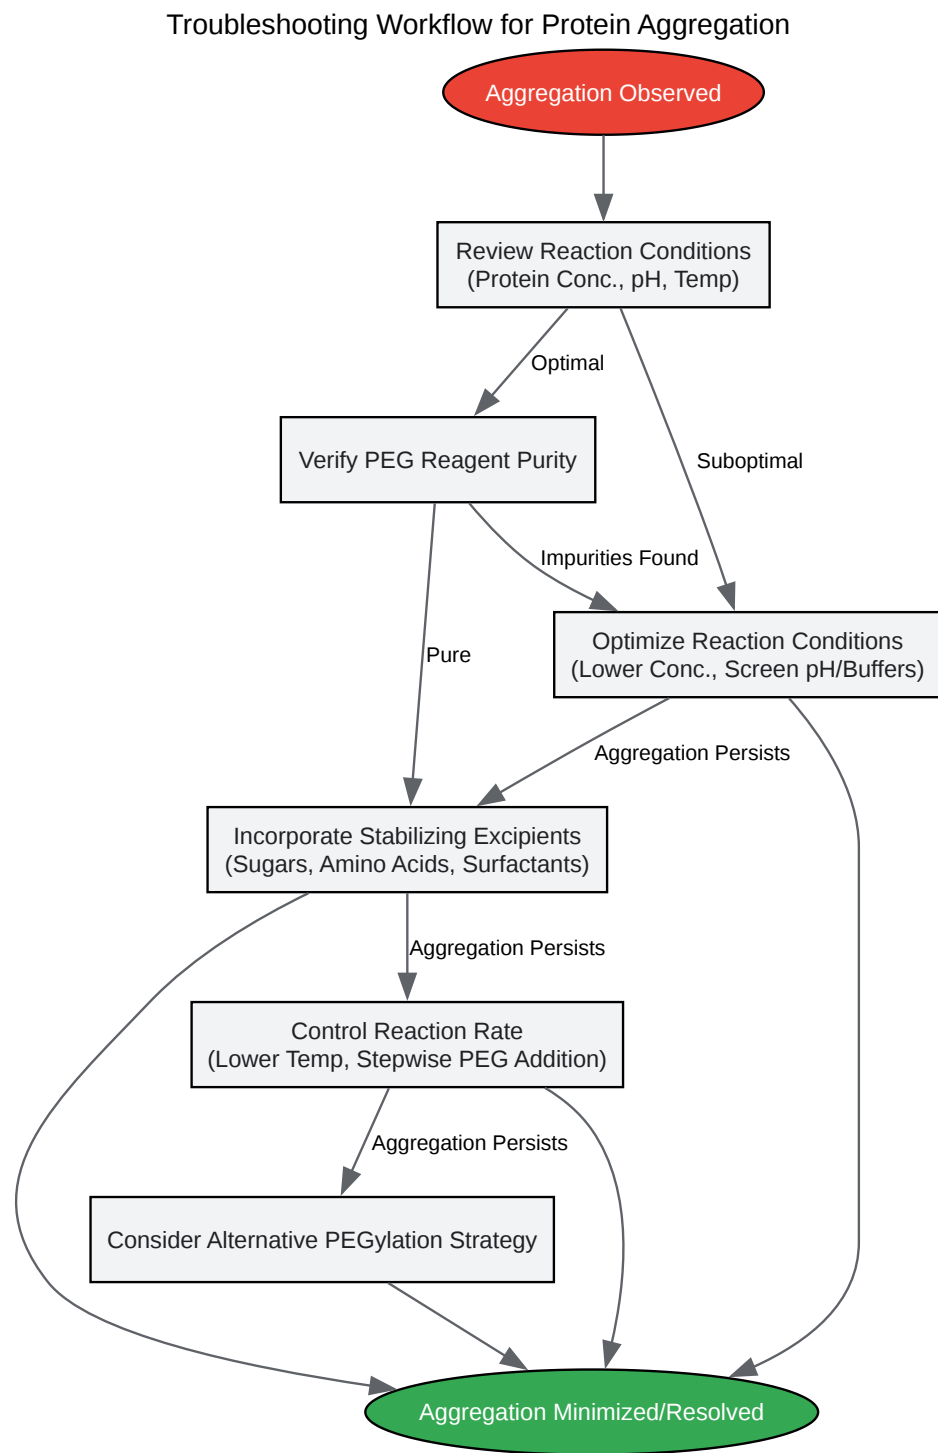 Troubleshooting Workflow for Protein Aggregation
Aggregation Observed
Review Reaction Conditions
(Protein Conc., pH, Temp)
Optimal
Suboptimal
Verify PEG Reagent Purity
Impurities Found
Pure
Optimize Reaction Conditions
(Lower Conc., Screen pH/Buffers)
Aggregation Persists
Incorporate Stabilizing Excipients
(Sugars, Amino Acids, Surfactants)
Aggregation Persists
Control Reaction Rate
(Lower Temp, Stepwise PEG Addition)
Aggregation Persists
Consider Alternative PEGylation Strategy
Aggregation Minimized/Resolved